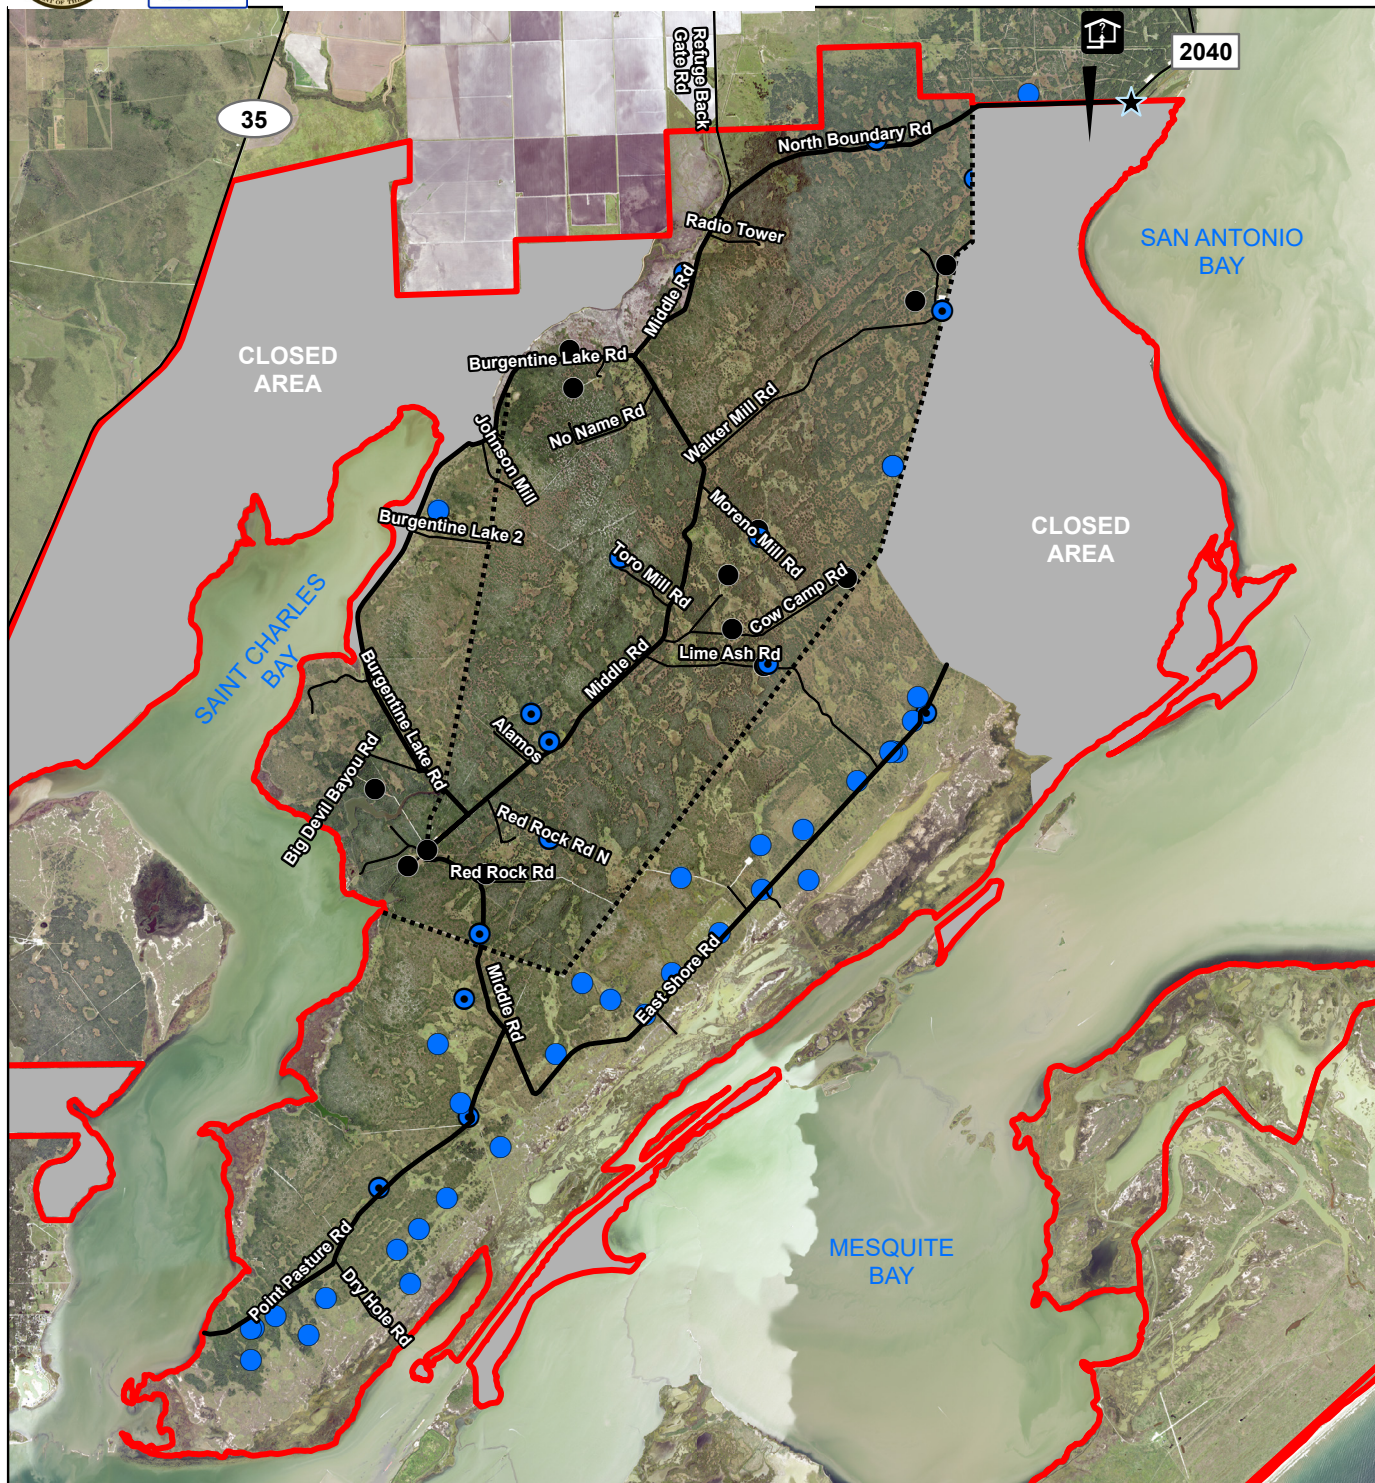 2040
35
Refuge Back
Gate Rd
North Boundary Rd
Radio Tower
SAN ANTONIO
BAY
Middle Rd
CLOSED
AREA
Burgentine Lake Rd
No Name Rd
Walker Mill Rd
Johnson Mill
Moreno Mill Rd
Burgentine Lake 2
CLOSED
AREA
Toro Mill Rd
Cow Camp Rd
SAINT CHARLES
BAY
Lime Ash Rd
Middle Rd
Burgentine Lake Rd
Alamos
Big Devil Bayou Rd
Red Rock Rd N
Red Rock Rd
East Shore Rd
Middle Rd
MESQUITE
BAY
Point Pasture Rd
Dry Hole Rd